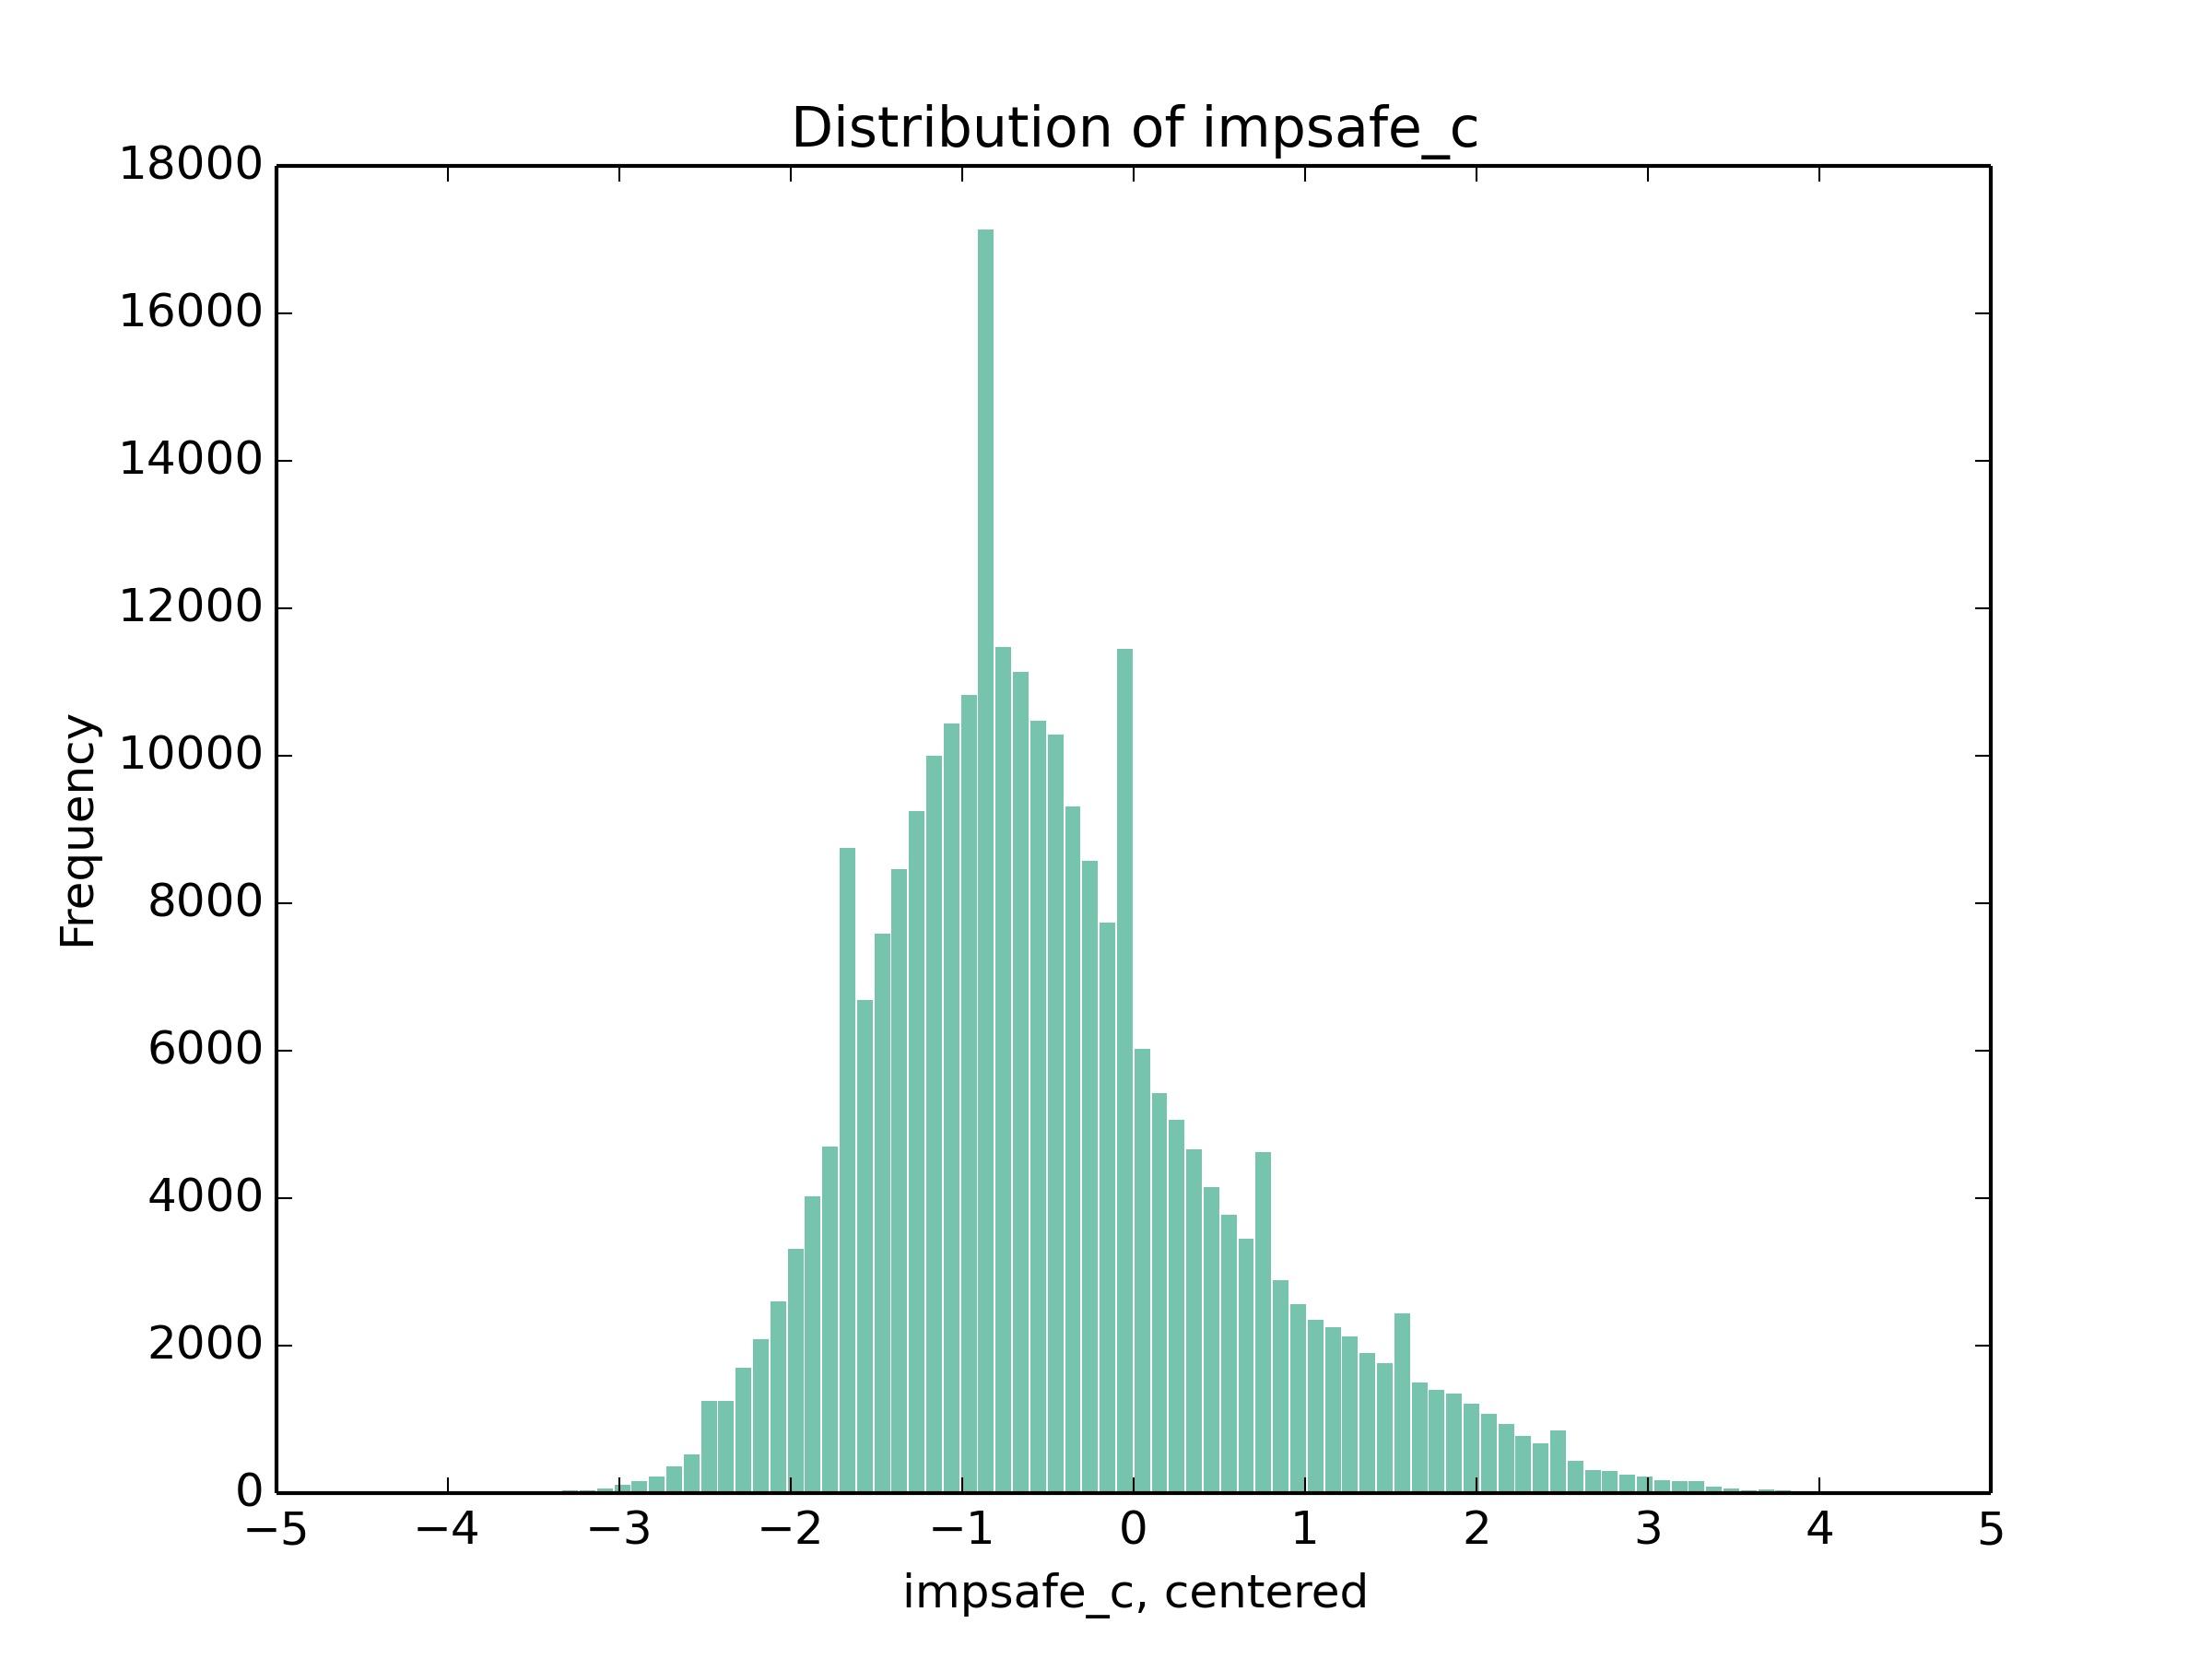 Distribution of impsafe_c
18000
16000
14000
12000
10000
8000
6000
4000
2000
0
Frequency
−5 −4 −3 −2 −1 0 1 2 3 4 5
impsafe_c, centered